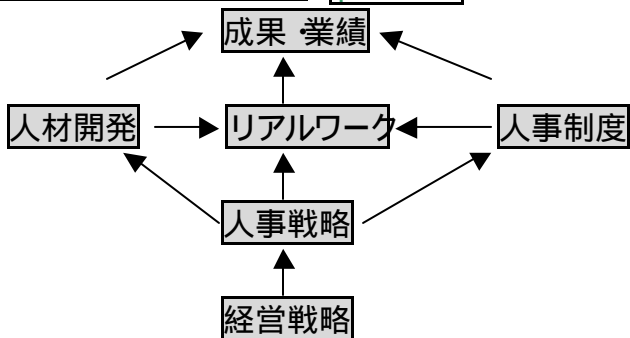 成果・業績
人材開発
リアルワーク
人事制度
人事戦略
経営戦略